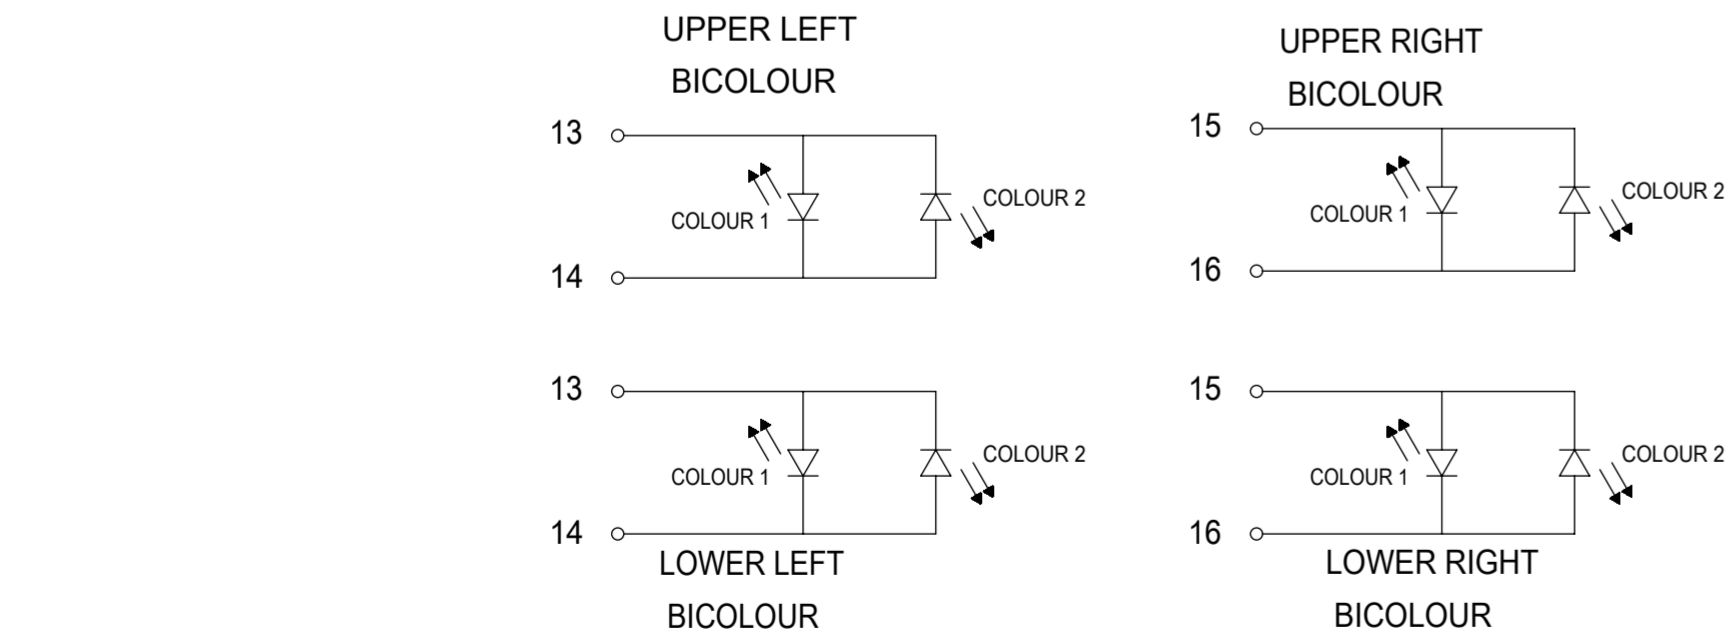 UPPER LEFT
BICOLOUR
13
COLOUR 1
COLOUR 2
14
UPPER RIGHT
BICOLOUR
15
COLOUR 1
COLOUR 2
16
13
COLOUR 1
COLOUR 2
14
LOWER LEFT
BICOLOUR
15
COLOUR 1
COLOUR 2
16
LOWER RIGHT
BICOLOUR